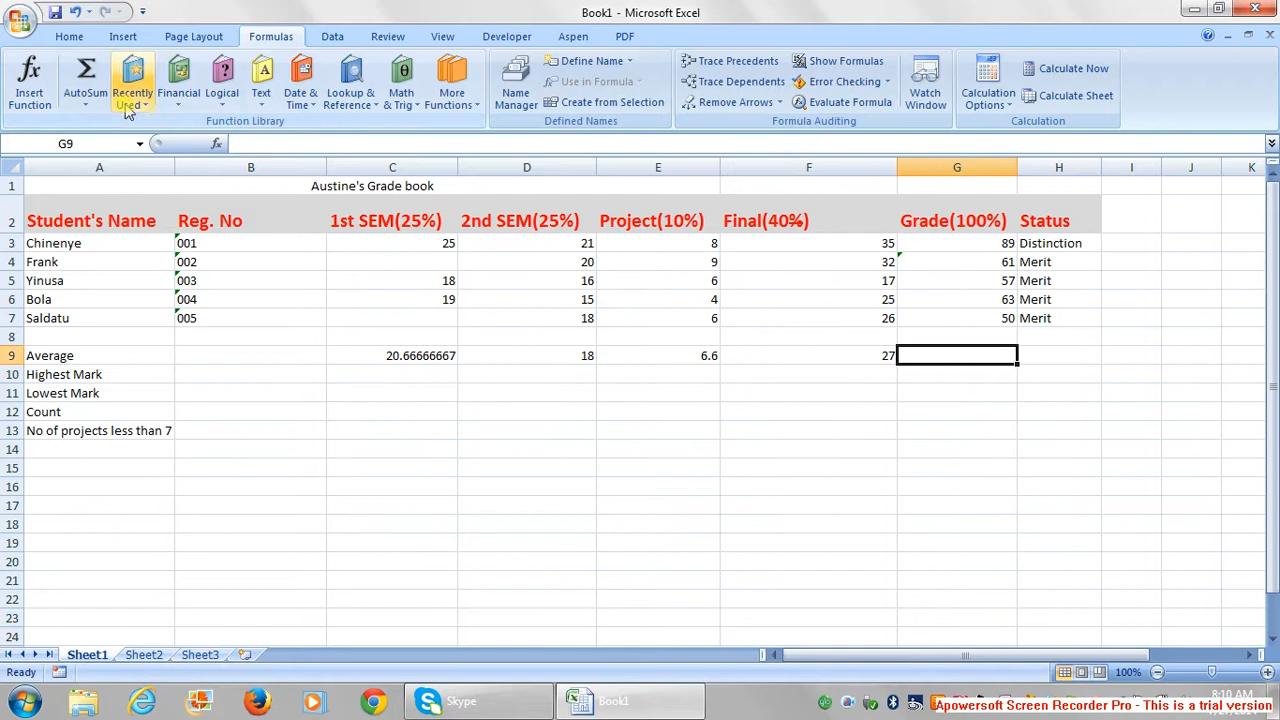 Book1 - Microsoft Excel
Home Insert Page Layout Formulas Data Review View Developer Aspen PDF
Insert Function
AutoSum
Recently Used
Financial
Logical
Text
Date & Time
Lookup & Reference
Math & Trig
More Functions
Function Library
Name Manager
Define Name
Use in Formula
Create from Selection
Defined Names
Trace Precedents
Trace Dependents
Remove Arrows
Show Formulas
Error Checking
Evaluate Formula
Formula Auditing
Watch Window
Calculation Options
Calculate Now
Calculate Sheet
Calculation
G9 fx
A B C D E F G H I J K
1 Austine's Grade book
2 Student's Name Reg. No 1st SEM(25%) 2nd SEM(25%) Project(10%) Final(40%) Grade(100%) Status
3 Chinenye 001 25 21 8 35 89 Distinction
4 Frank 002 20 9 32 61 Merit
5 Yinusa 003 18 16 6 17 57 Merit
6 Bola 004 19 15 4 25 63 Merit
7 Saldatu 005 18 6 26 50 Merit
8
9 Average 20.66666667 18 6.6 27
10 Highest Mark
11 Lowest Mark
12 Count
13 No of projects less than 7
14
15
16
17
18
19
20
21
22
23
24
Sheet1 Sheet2 Sheet3
Ready 100%
Skype Book1 8:10 AM
Apowersoft Screen Recorder Pro - This is a trial version